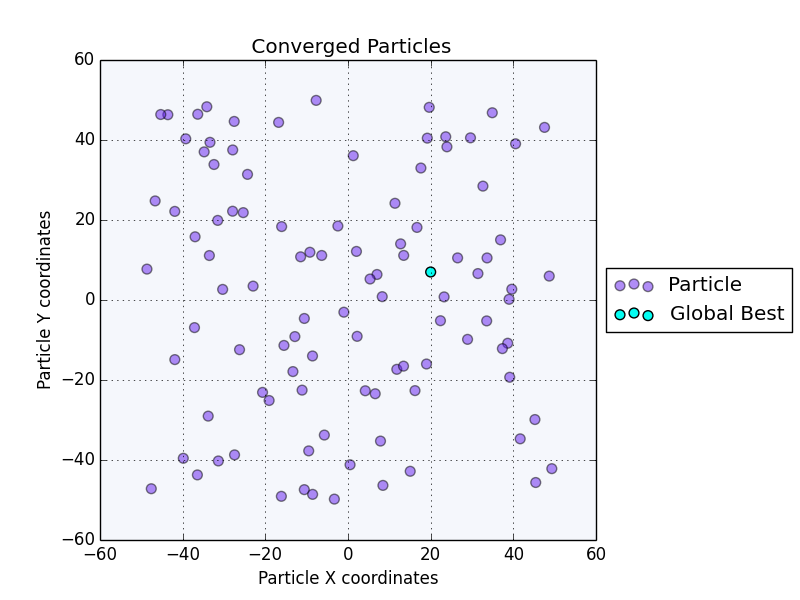 Converged Particles
60
40
20
0
−20
−40
−60
Particle Y coordinates
−60
−40
−20
0
20
40
60
Particle X coordinates
Particle
Global Best